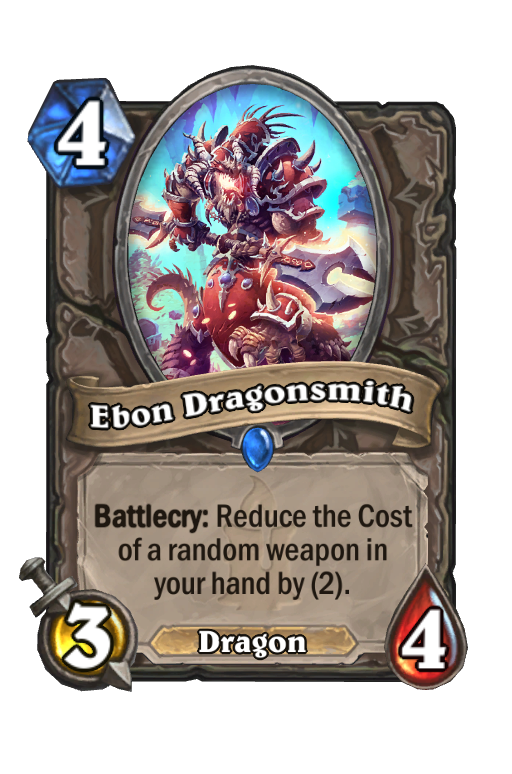 4
Ebon Dragonsmith
Battlecry: Reduce the Cost
of a random weapon in
your hand by (2).
3
Dragon
4